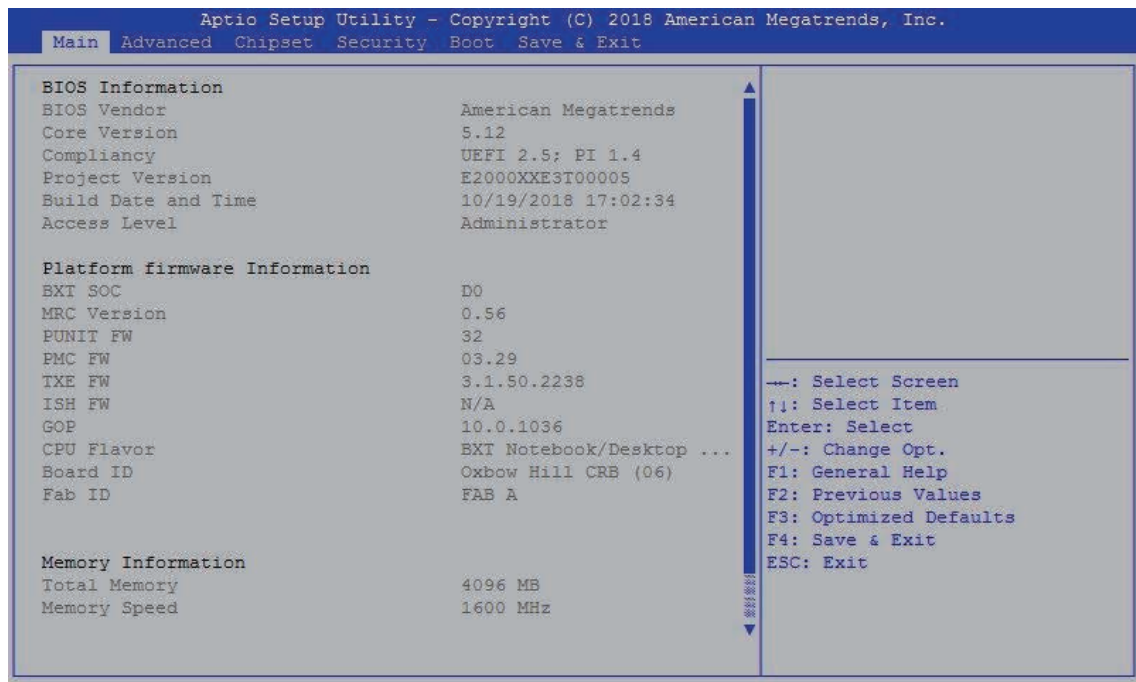 Aptio Setup Utility - Copyright (C) 2018 American Megatrends, Inc.
Main Advanced Chipset Security Boot Save & Exit
BIOS Information
BIOS Vendor American Megatrends
Core Version 5.12
Compliancy UEFI 2.5; PI 1.4
Project Version E2000XXE3T00005
Build Date and Time 10/19/2018 17:02:34
Access Level Administrator
Platform firmware Information
BXT SOC D0
MRC Version 0.56
PUNIT FW 32
PMC FW 03.29
TXE FW 3.1.50.2238
ISH FW N/A
GOP 10.0.1036
CPU Flavor BXT Notebook/Desktop ...
Board ID Oxbow Hill CRB (06)
Fab ID FAB A
Memory Information
Total Memory 4096 MB
Memory Speed 1600 MHz
→←: Select Screen
↑↓: Select Item
Enter: Select
+/-: Change Opt.
F1: General Help
F2: Previous Values
F3: Optimized Defaults
F4: Save & Exit
ESC: Exit